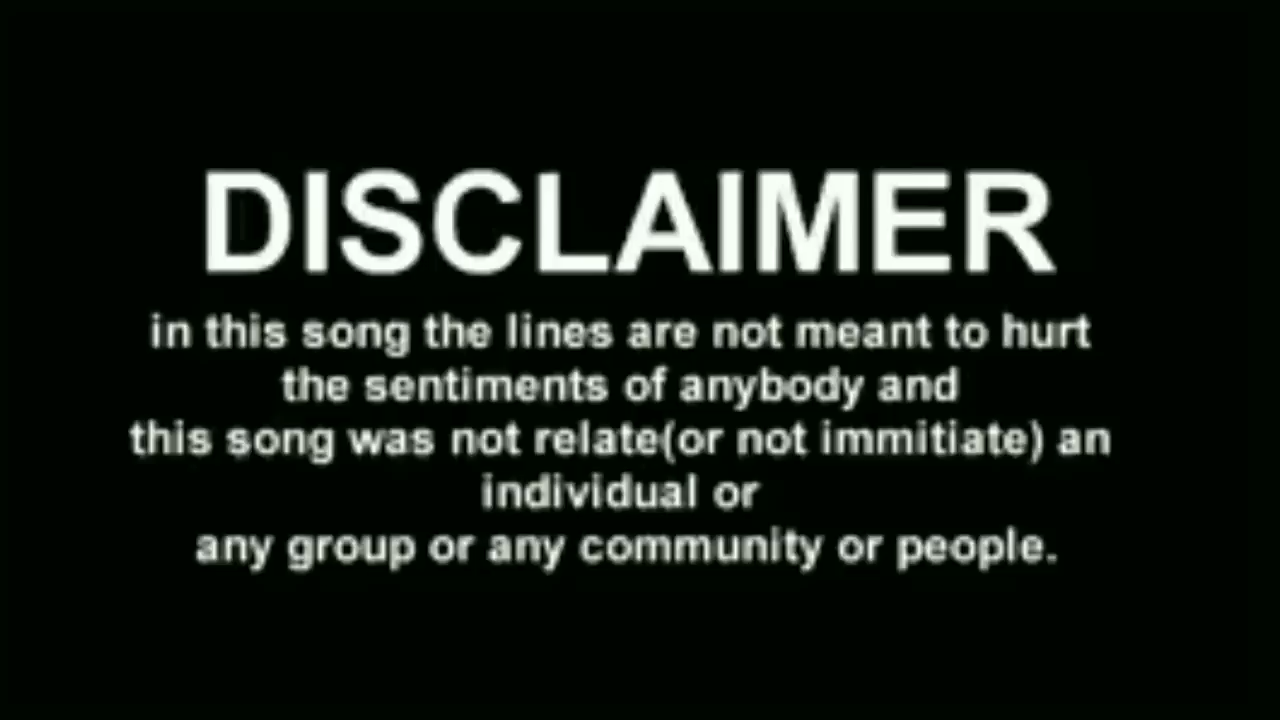 DISCLAIMER
in this song the lines are not meant to hurt
the sentiments of anybody and
this song was not relate(or not immitiate) an
individual or
any group or any community or people.